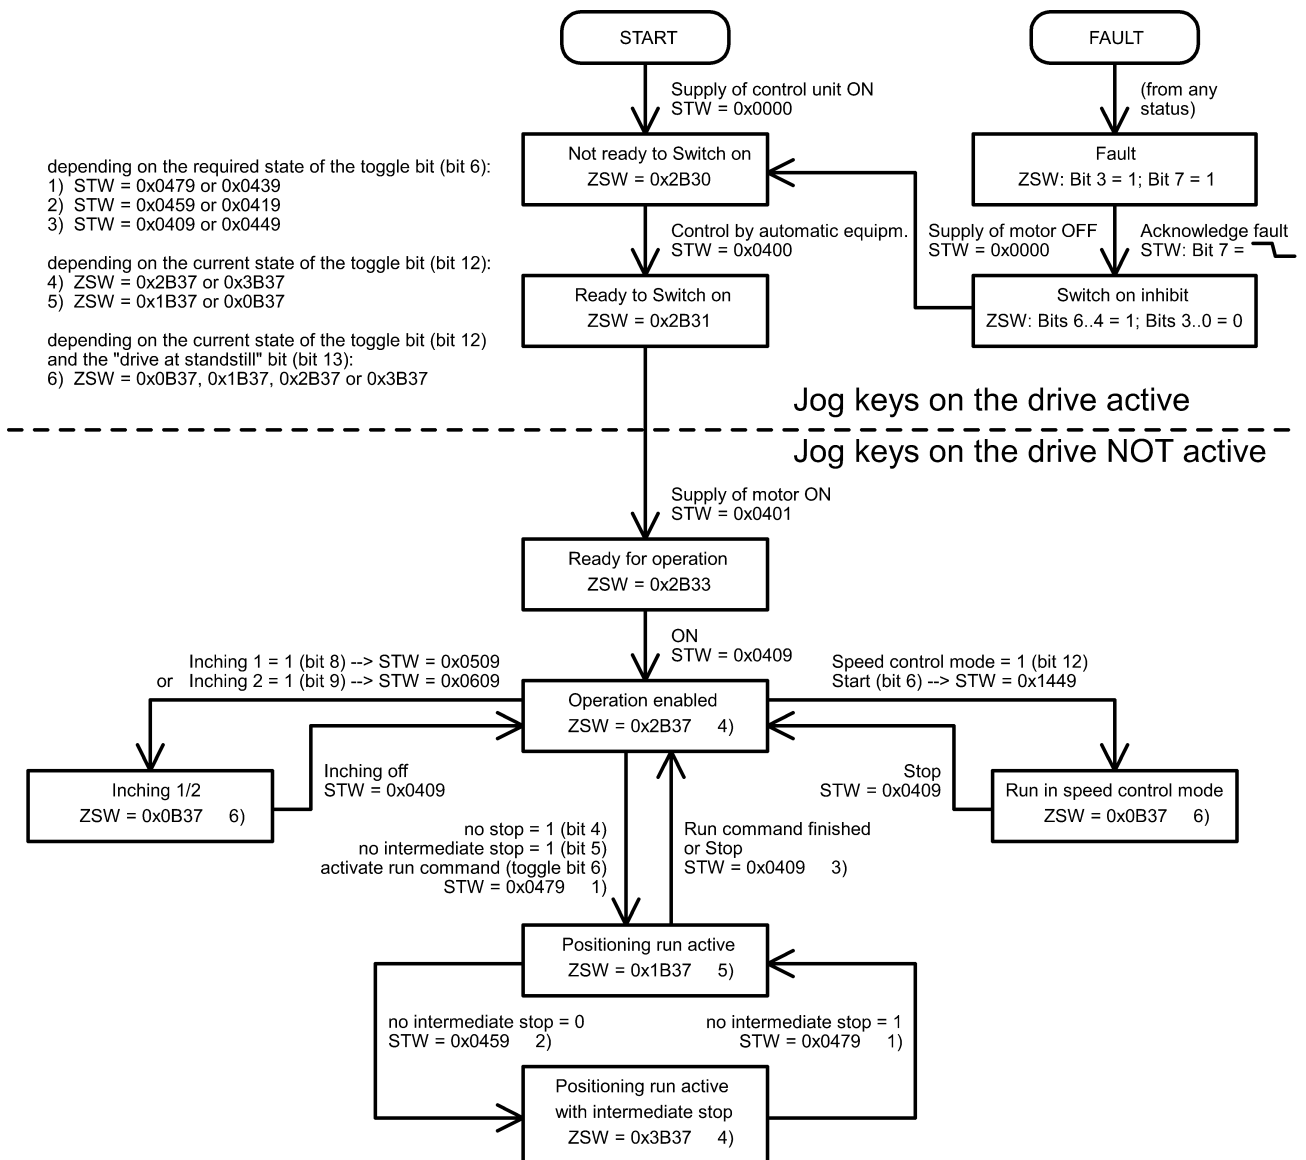 START
FAULT
Supply of control unit ON
STW = 0x0000
(from any
status)
depending on the required state of the toggle bit (bit 6):
1) STW = 0x0479 or 0x0439
2) STW = 0x0459 or 0x0419
3) STW = 0x0409 or 0x0449
Not ready to Switch on
ZSW = 0x2B30
Fault
ZSW: Bit 3 = 1; Bit 7 = 1
Control by automatic equipm.
STW = 0x0400
Supply of motor OFF
STW = 0x0000
Acknowledge fault
STW: Bit 7 =
depending on the current state of the toggle bit (bit 12):
4) ZSW = 0x2B37 or 0x3B37
5) ZSW = 0x1B37 or 0x0B37
Ready to Switch on
ZSW = 0x2B31
Switch on inhibit
ZSW: Bits 6..4 = 1; Bits 3..0 = 0
depending on the current state of the toggle bit (bit 12)
and the "drive at standstill" bit (bit 13):
6) ZSW = 0x0B37, 0x1B37, 0x2B37 or 0x3B37
Jog keys on the drive active
Jog keys on the drive NOT active
Supply of motor ON
STW = 0x0401
Ready for operation
ZSW = 0x2B33
ON
STW = 0x0409
Inching 1 = 1 (bit 8) --> STW = 0x0509
or Inching 2 = 1 (bit 9) --> STW = 0x0609
Speed control mode = 1 (bit 12)
Start (bit 6) --> STW = 0x1449
Operation enabled
ZSW = 0x2B37 4)
Inching 1/2
ZSW = 0x0B37 6)
Inching off
STW = 0x0409
Stop
STW = 0x0409
Run in speed control mode
ZSW = 0x0B37 6)
no stop = 1 (bit 4)
no intermediate stop = 1 (bit 5)
activate run command (toggle bit 6)
STW = 0x0479 1)
Run command finished
or Stop
STW = 0x0409 3)
Positioning run active
ZSW = 0x1B37 5)
no intermediate stop = 0
STW = 0x0459 2)
no intermediate stop = 1
STW = 0x0479 1)
Positioning run active
with intermediate stop
ZSW = 0x3B37 4)